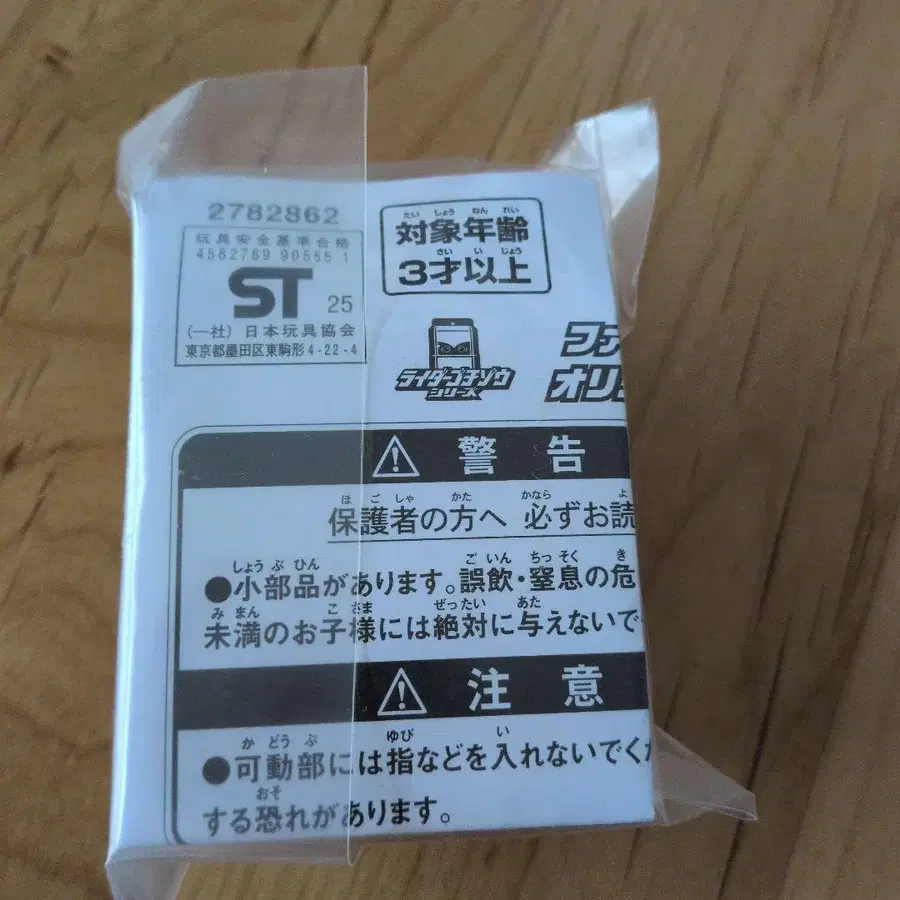 2782862
玩具安全基準合格
4582769 90555 1
ST 25
(一社) 日本玩具協会
東京都墨田区東駒形4-22-4
たいしょうねんれい
対象年齢
さい い じょう
3才以上
ライダーゴチゾウ
シリーズ
ファ
オリ
警告
ほごしゃ かた かなら よ
保護者の方へ 必ずお読
しょうぶひん ごいん ちっそく き
●小部品があります。誤飲・窒息の危
みまん こさま ぜったい あた
未満のお子様には絶対に与えないで
注意
かどうぶ ゆび い
●可動部には指などを入れないでく
おそ
する恐れがあります。